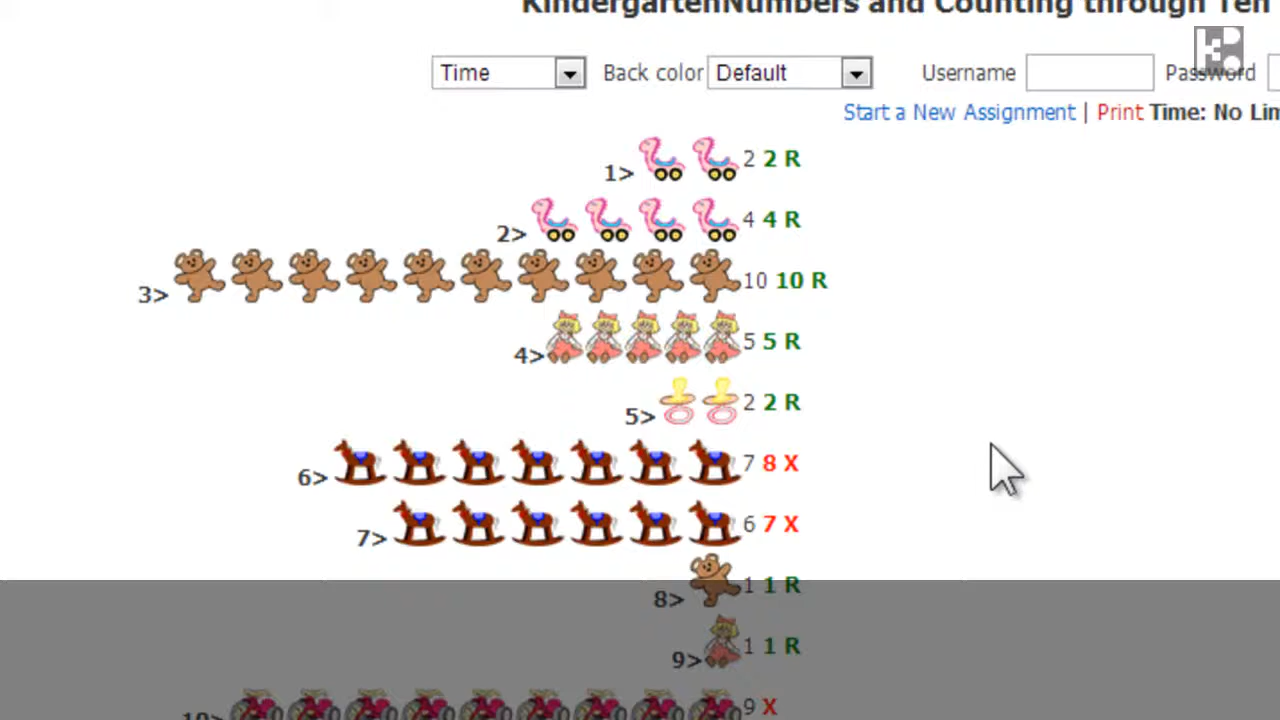 KindergartenNumbers and Counting through Ten
Time Back color Default Username Password
Start a New Assignment | Print Time: No Lim
1> 2 2 R
2> 4 4 R
3> 10 10 R
4> 5 5 R
5> 2 2 R
6> 7 8 X
7> 6 7 X
8> 1 1 R
9> 1 1 R
10> 9 X